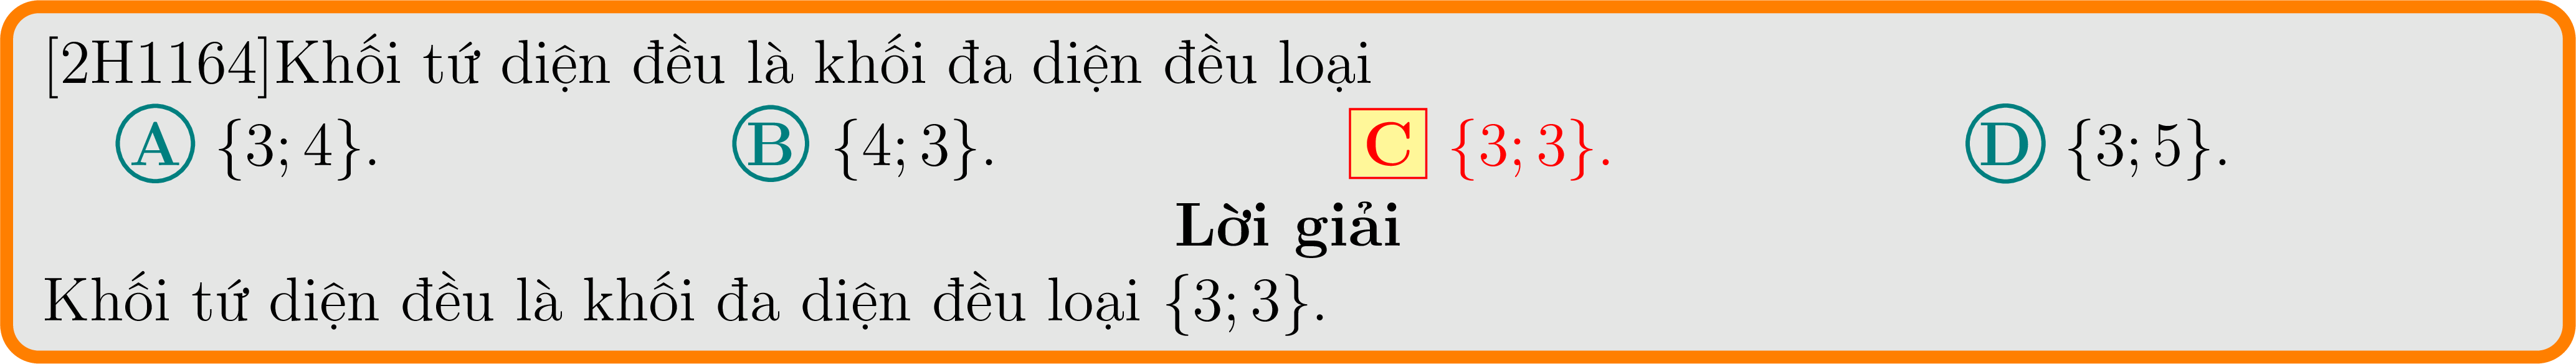 [2H1164]Khối tứ diện đều là khối đa diện đều loại
A {3; 4}. B {4; 3}. C {3; 3}. D {3; 5}.
Lời giải
Khối tứ diện đều là khối đa diện đều loại {3; 3}.